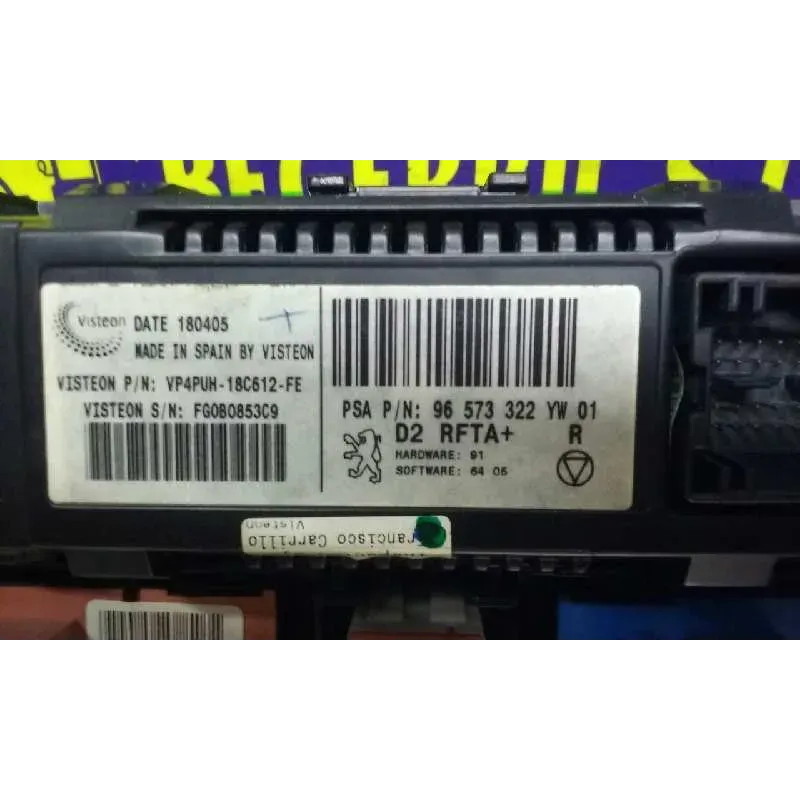 Visteon DATE 180405
MADE IN SPAIN BY VISTEON
VISTEON P/N: VP4PUH-18C612-FE
VISTEON S/N: FG0B0853C9
PSA P/N: 96 573 322 YW 01
D2 RFTA+ R
HARDWARE: 91
SOFTWARE: 64 05
Francisco Carrillo
Visteon